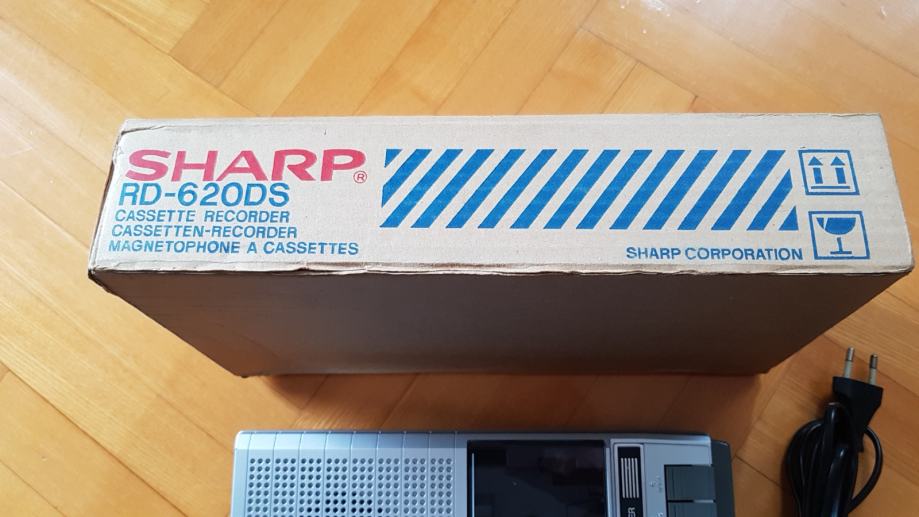 SHARP®
RD-620DS
CASSETTE RECORDER
CASSETTEN-RECORDER
MAGNETOPHONE A CASSETTES
SHARP CORPORATION